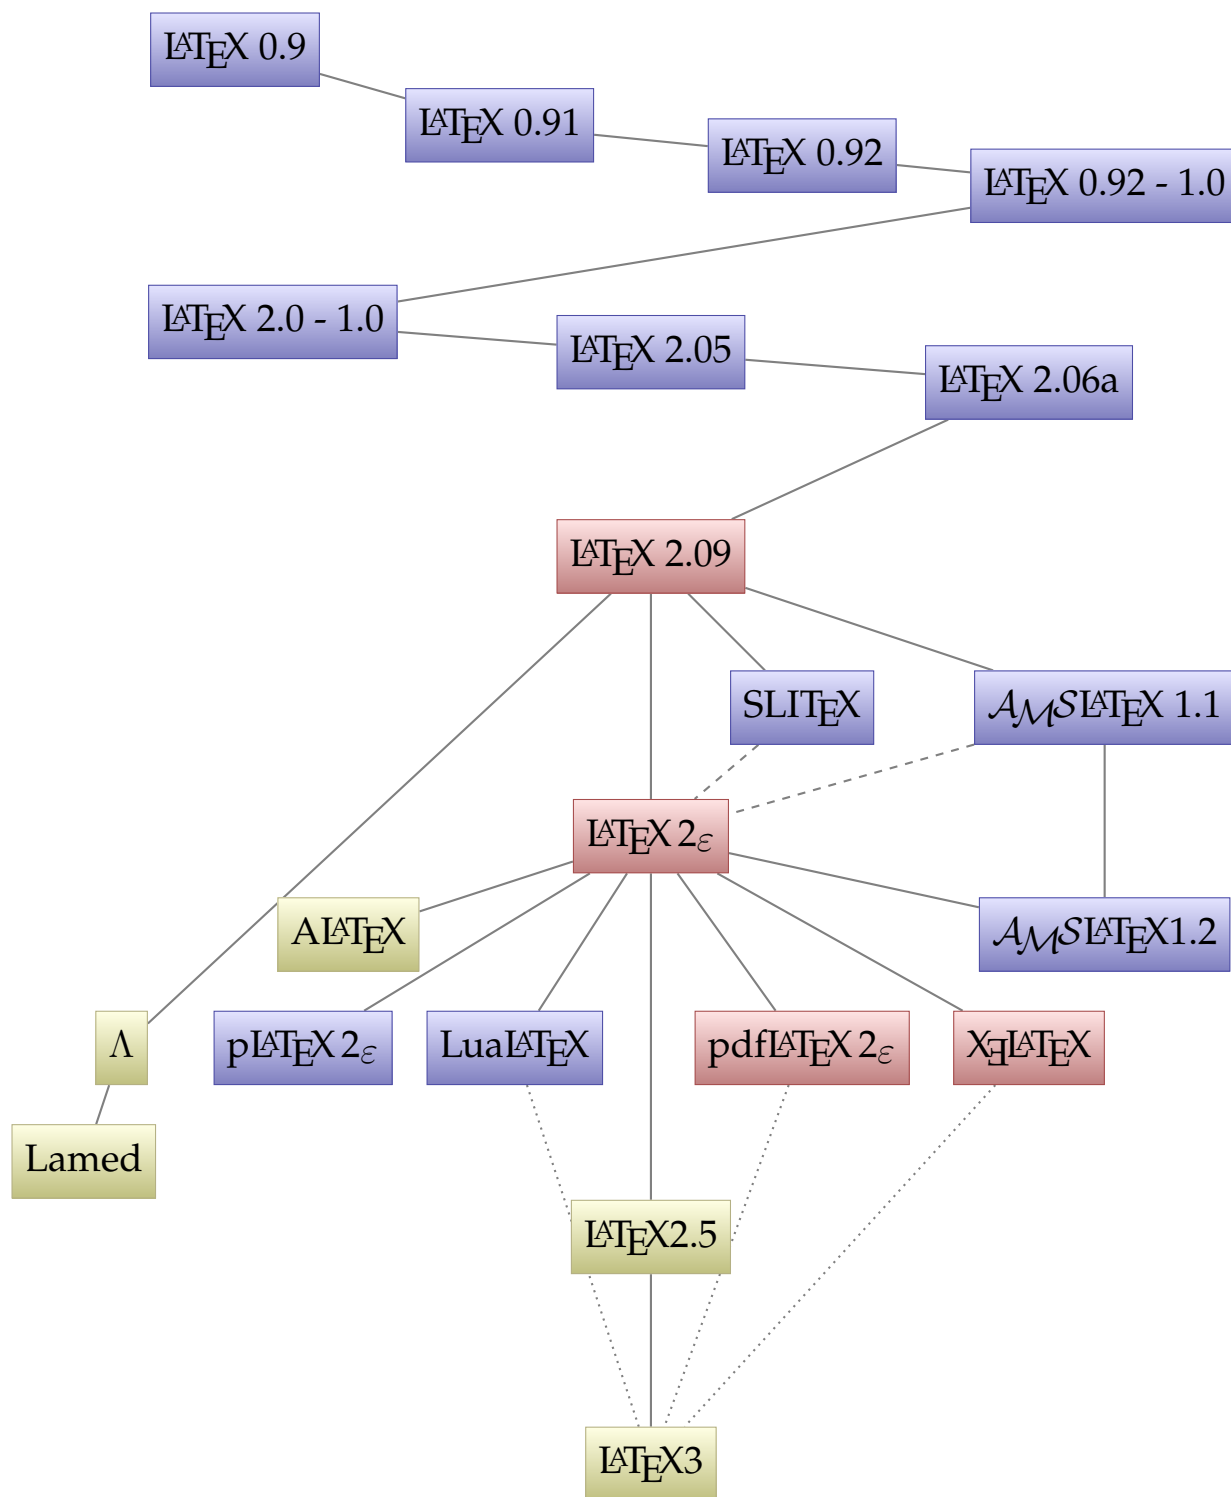 LATEX 0.9
LATEX 0.91
LATEX 0.92
LATEX 0.92 - 1.0
LATEX 2.0 - 1.0
LATEX 2.05
LATEX 2.06a
LATEX 2.09
SLITEX
AMSLATEX 1.1
LATEX 2ε
ALATEX
AMSLATEX1.2
Λ
pLATEX 2ε
LuaLATEX
pdfLATEX 2ε
XƎLATEX
Lamed
LATEX2.5
LATEX3